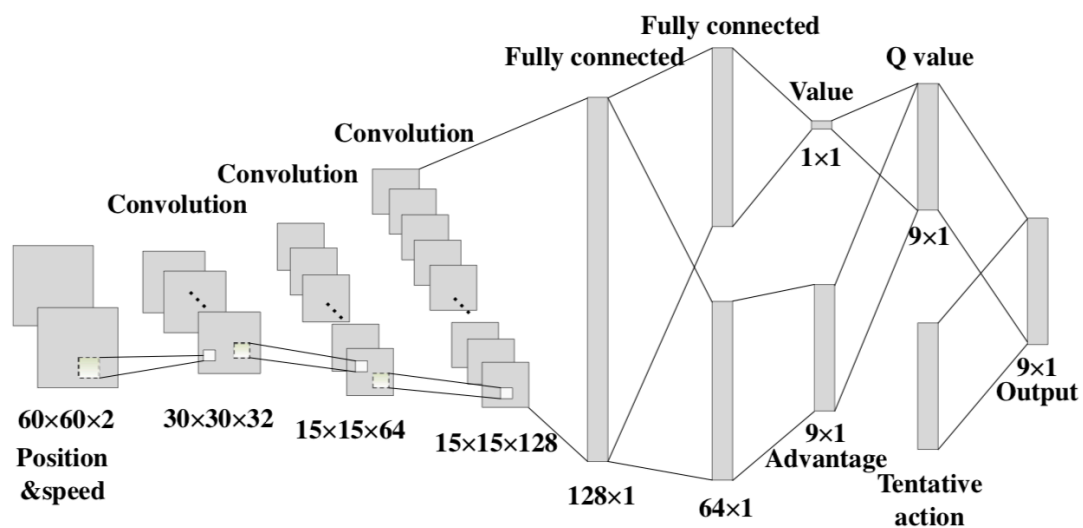 Fully connected
Fully connected
Q value
Value
Convolution
Convolution
Convolution
1×1
9×1
60×60×2
30×30×32
15×15×64
15×15×128
9×1
Advantage
9×1
Output
Position
&speed
128×1
64×1
Tentative
action